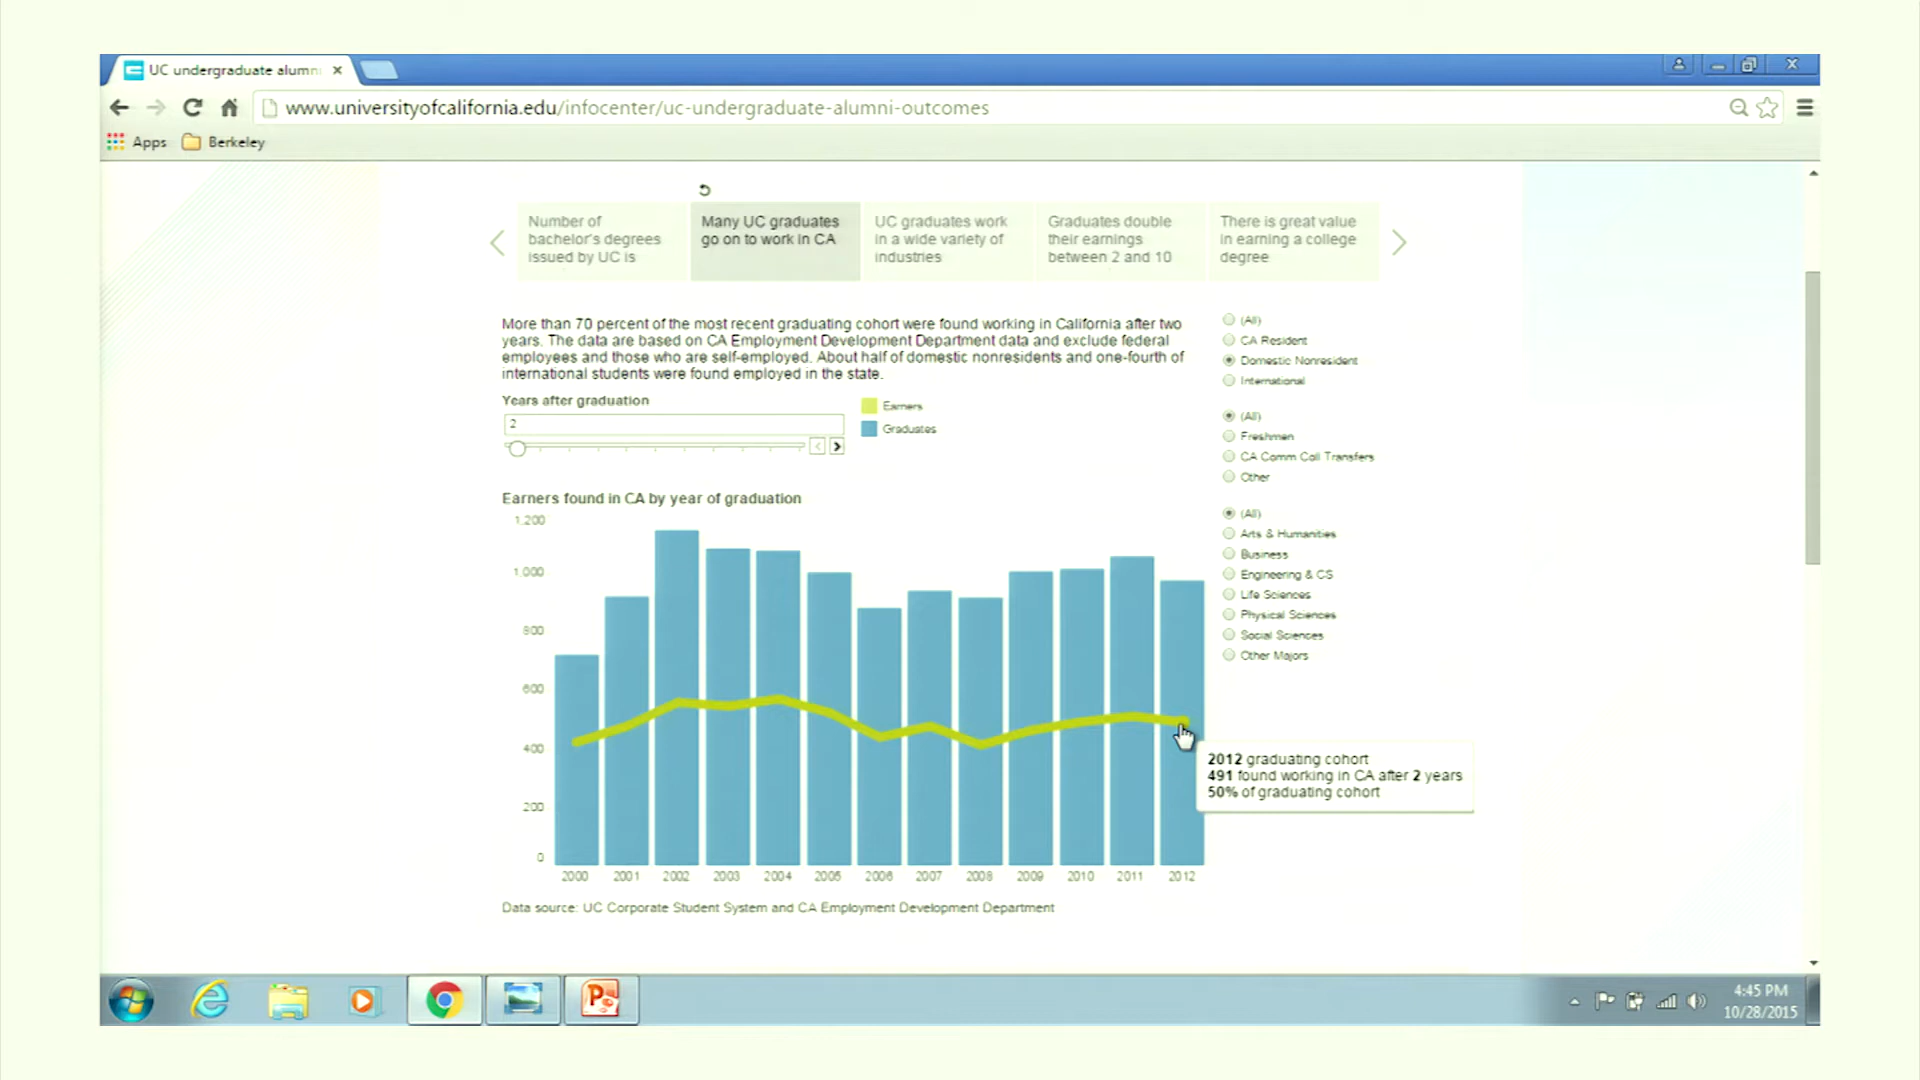 UC undergraduate alumn
www.universityofcalifornia.edu/infocenter/uc-undergraduate-alumni-outcomes
Apps Berkeley
Number of
bachelor's degrees
issued by UC is
Many UC graduates
go on to work in CA
UC graduates work
in a wide variety of
industries
Graduates double
their earnings
between 2 and 10
There is great value
in earning a college
degree
More than 70 percent of the most recent graduating cohort were found working in California after two
years. The data are based on CA Employment Development Department data and exclude federal
employees and those who are self-employed. About half of domestic nonresidents and one-fourth of
international students were found employed in the state.
Years after graduation
2
Earners
Graduates
(All)
CA Resident
Domestic Nonresident
International
(All)
Freshmen
CA Comm Coll Transfers
Other
(All)
Arts & Humanities
Business
Engineering & CS
Life Sciences
Physical Sciences
Social Sciences
Other Majors
Earners found in CA by year of graduation
1,200
1,000
800
600
400
200
0
2000 2001 2002 2003 2004 2005 2006 2007 2008 2009 2010 2011 2012
2012 graduating cohort
491 found working in CA after 2 years
50% of graduating cohort
Data source: UC Corporate Student System and CA Employment Development Department
4:45 PM
10/28/2015